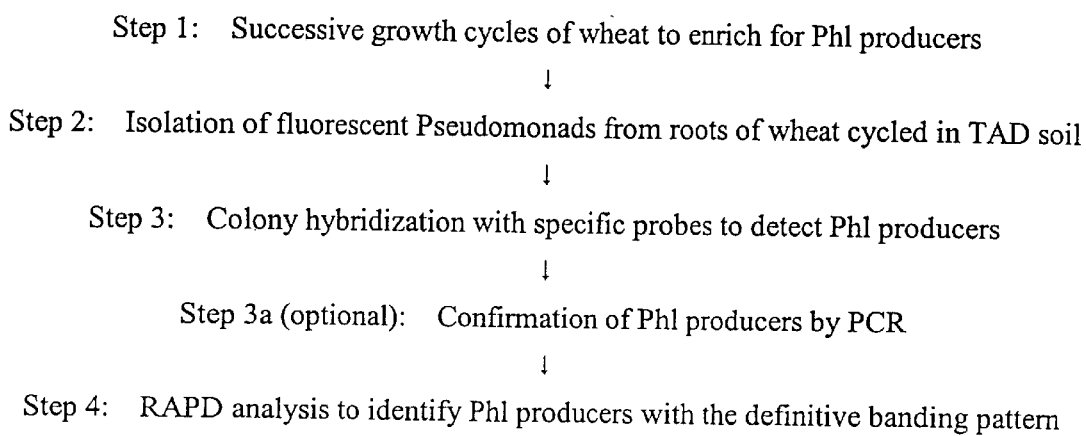 Step 1: Successive growth cycles of wheat to enrich for Phl producers
↓
Step 2: Isolation of fluorescent Pseudomonads from roots of wheat cycled in TAD soil
↓
Step 3: Colony hybridization with specific probes to detect Phl producers
↓
Step 3a (optional): Confirmation of Phl producers by PCR
↓
Step 4: RAPD analysis to identify Phl producers with the definitive banding pattern